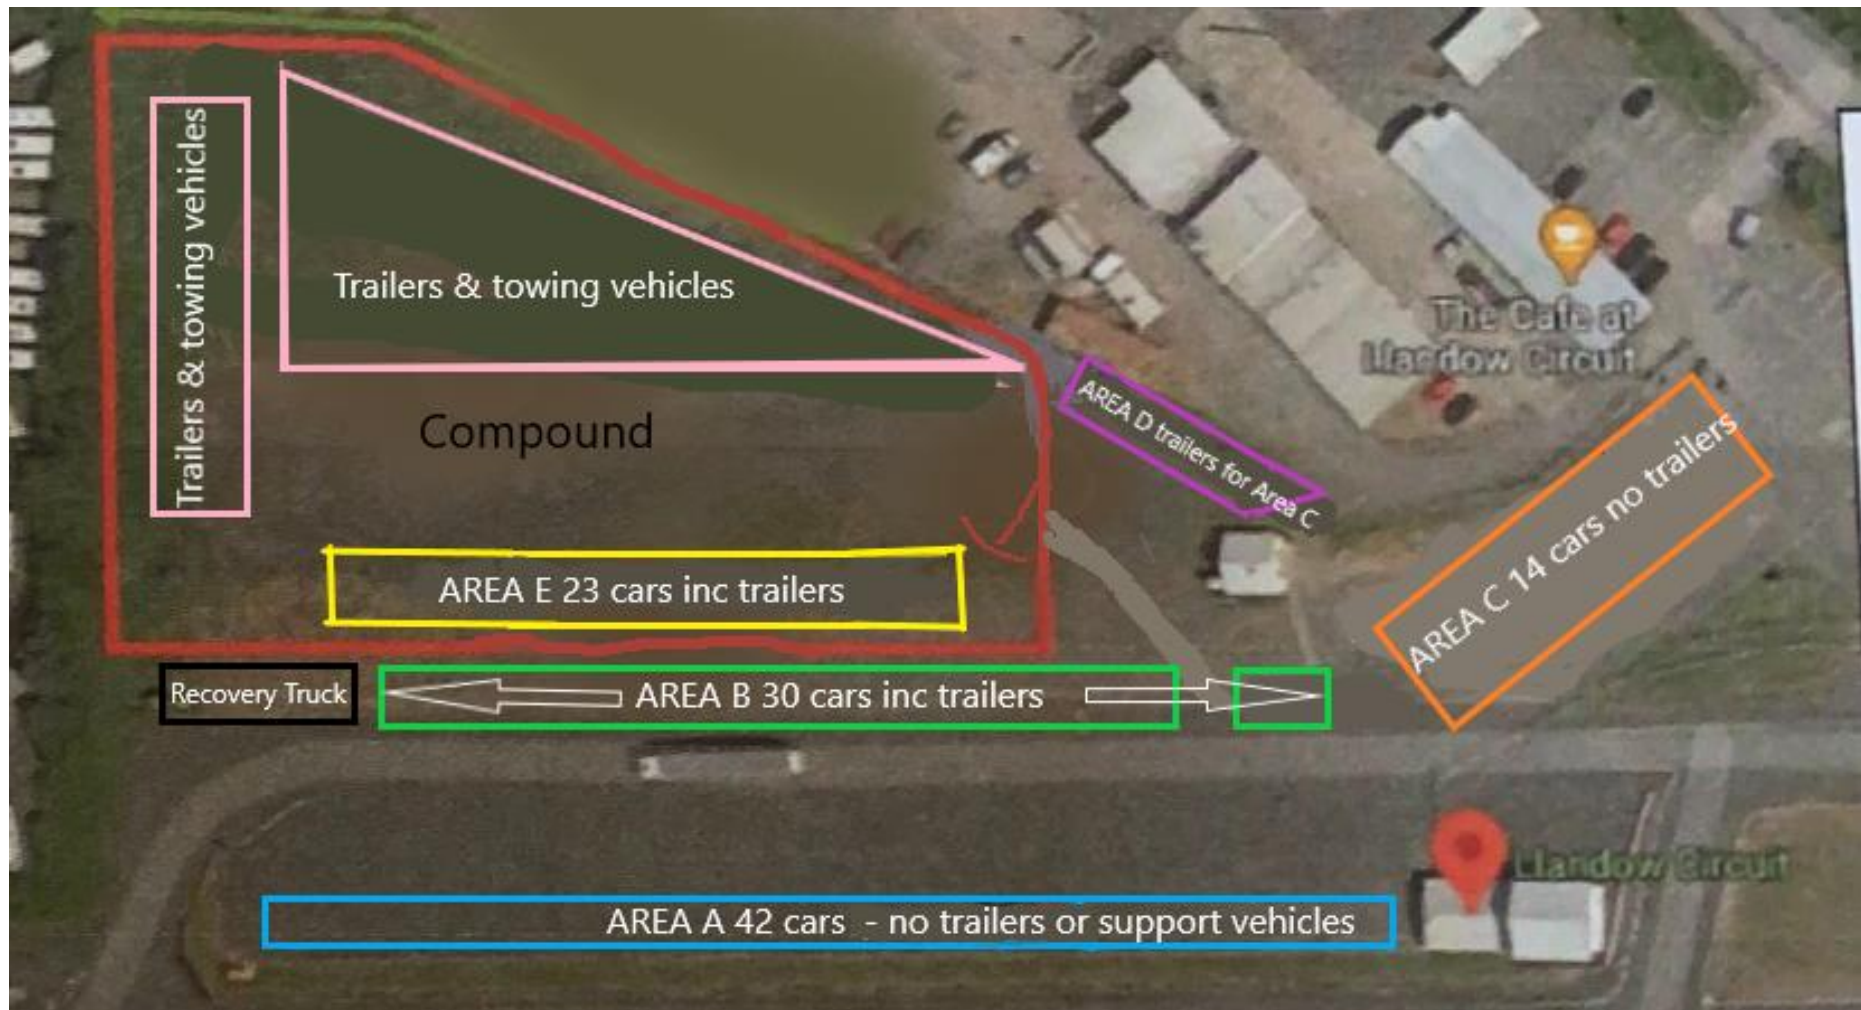 Trailers & towing vehicles
Trailers & towing vehicles
Compound
The Cafe at
Llandow Circuit
AREA D trailers for Area C
AREA C 14 cars no trailers
AREA E 23 cars inc trailers
Recovery Truck
AREA B 30 cars inc trailers
Llandow Circuit
AREA A 42 cars - no trailers or support vehicles